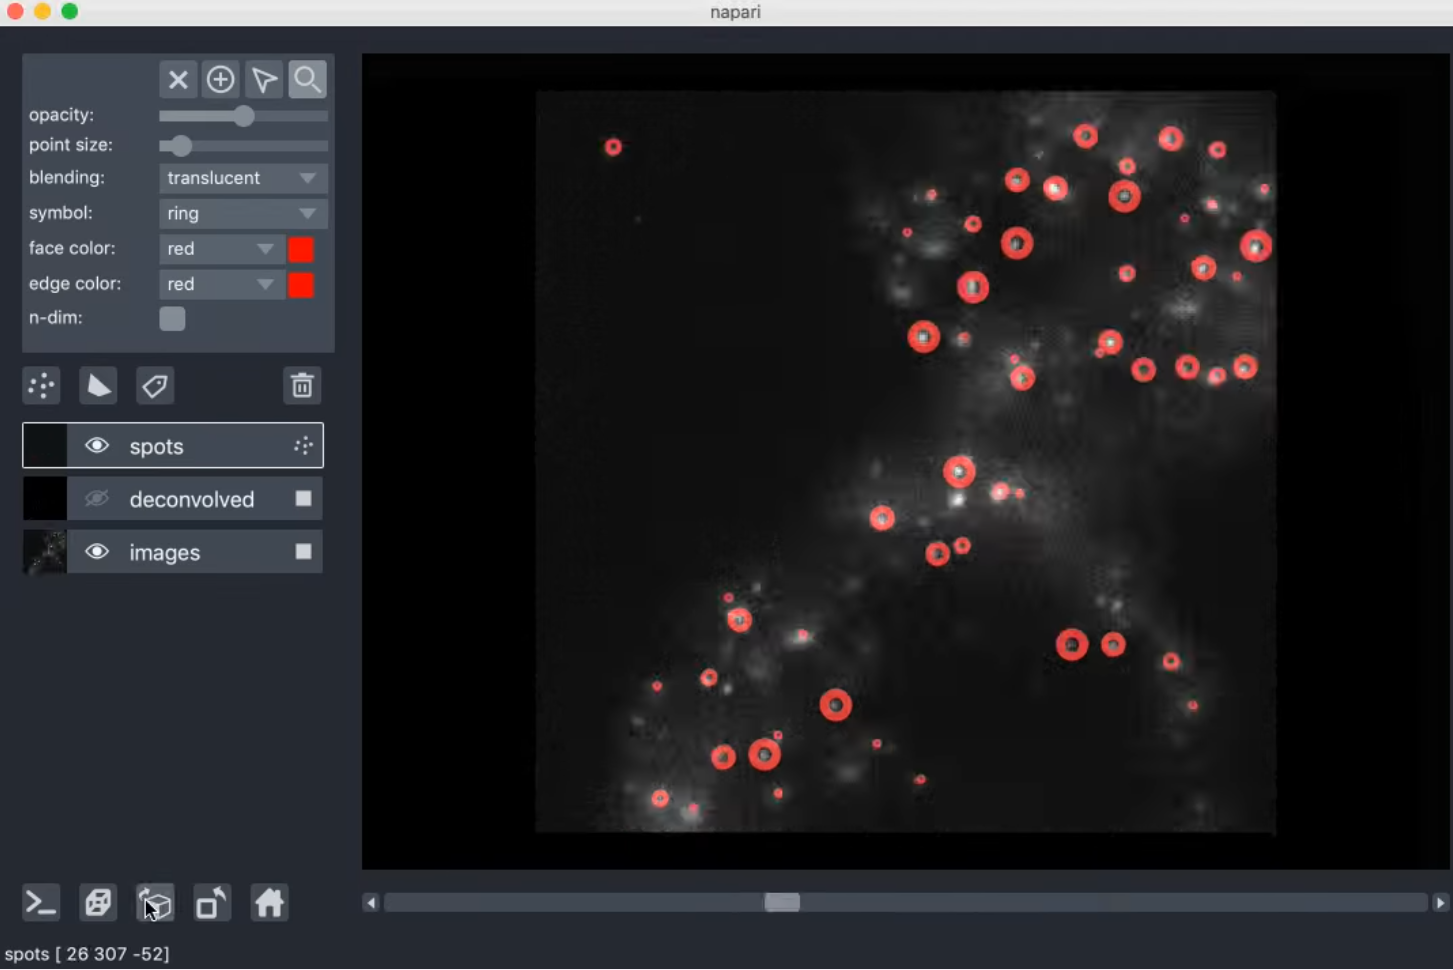 napari
opacity:
point size:
blending: translucent
symbol: ring
face color: red
edge color: red
n-dim:
spots
deconvolved
images
spots [ 26 307 -52]